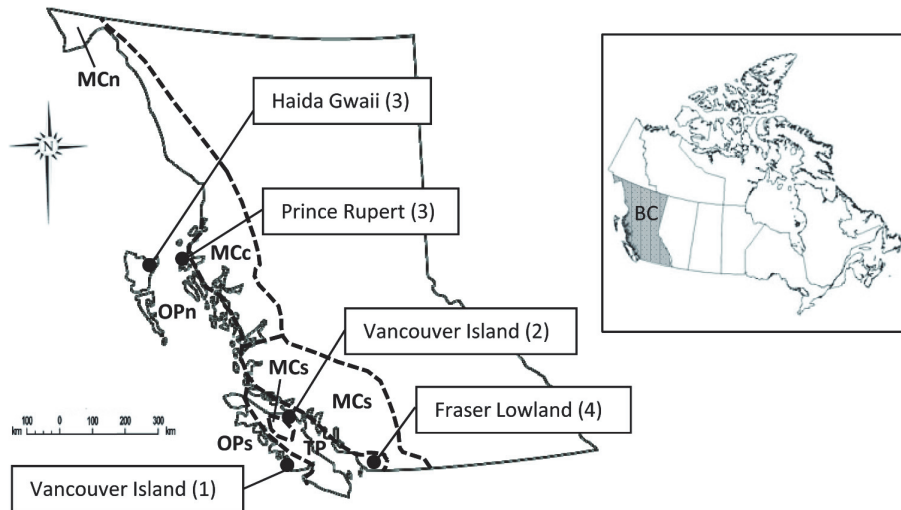 MCn
Haida Gwaii (3)
N
Prince Rupert (3)
MCc
BC
OPn
Vancouver Island (2)
MCs
MCs
Fraser Lowland (4)
100 0 100 200 300
km km
OPs
TP
Vancouver Island (1)